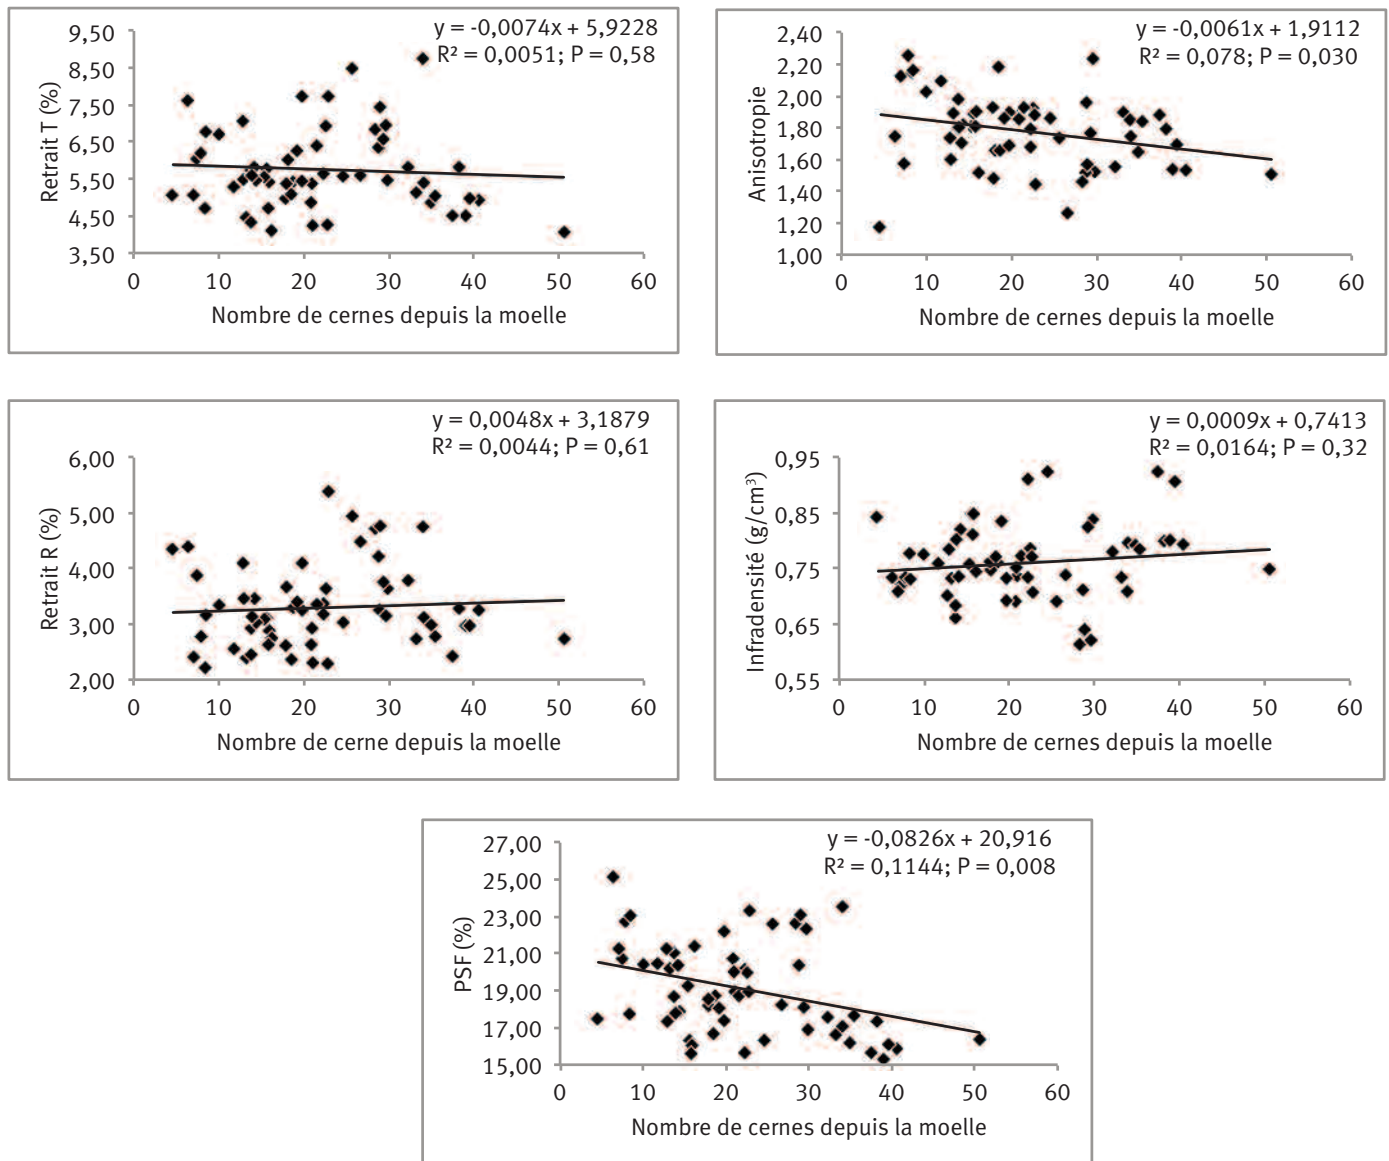 y = -0,0074x + 5,9228
R² = 0,0051; P = 0,58
Retrait T (%)
9,50
8,50
7,50
6,50
5,50
4,50
3,50
0 10 20 30 40 50 60
Nombre de cernes depuis la moelle
y = -0,0061x + 1,9112
R² = 0,078; P = 0,030
Anisotropie
2,40
2,20
2,00
1,80
1,60
1,40
1,20
1,00
0 10 20 30 40 50 60
Nombre de cernes depuis la moelle
y = 0,0048x + 3,1879
R² = 0,0044; P = 0,61
Retrait R (%)
6,00
5,00
4,00
3,00
2,00
0 10 20 30 40 50 60
Nombre de cerne depuis la moelle
y = 0,0009x + 0,7413
R² = 0,0164; P = 0,32
Infradensité (g/cm³)
0,95
0,85
0,75
0,65
0,55
0 10 20 30 40 50 60
Nombre de cernes depuis la moelle
y = -0,0826x + 20,916
R² = 0,1144; P = 0,008
PSF (%)
27,00
25,00
23,00
21,00
19,00
17,00
15,00
0 10 20 30 40 50 60
Nombre de cernes depuis la moelle